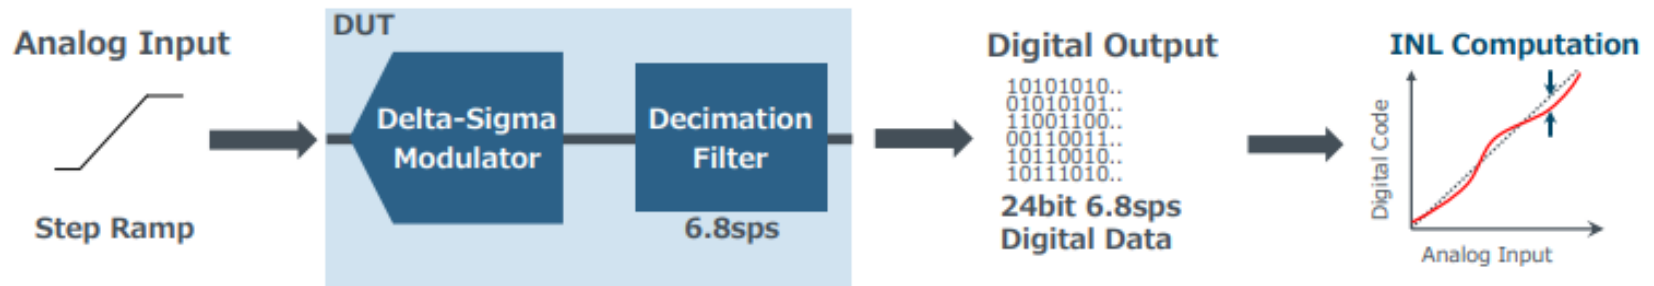 Analog Input
Step Ramp
DUT
Delta-Sigma
Modulator
Decimation
Filter
6.8sps
Digital Output
10101010..
01010101..
11001100..
00110011..
10110010..
10111010..
24bit 6.8sps
Digital Data
INL Computation
Digital Code
Analog Input